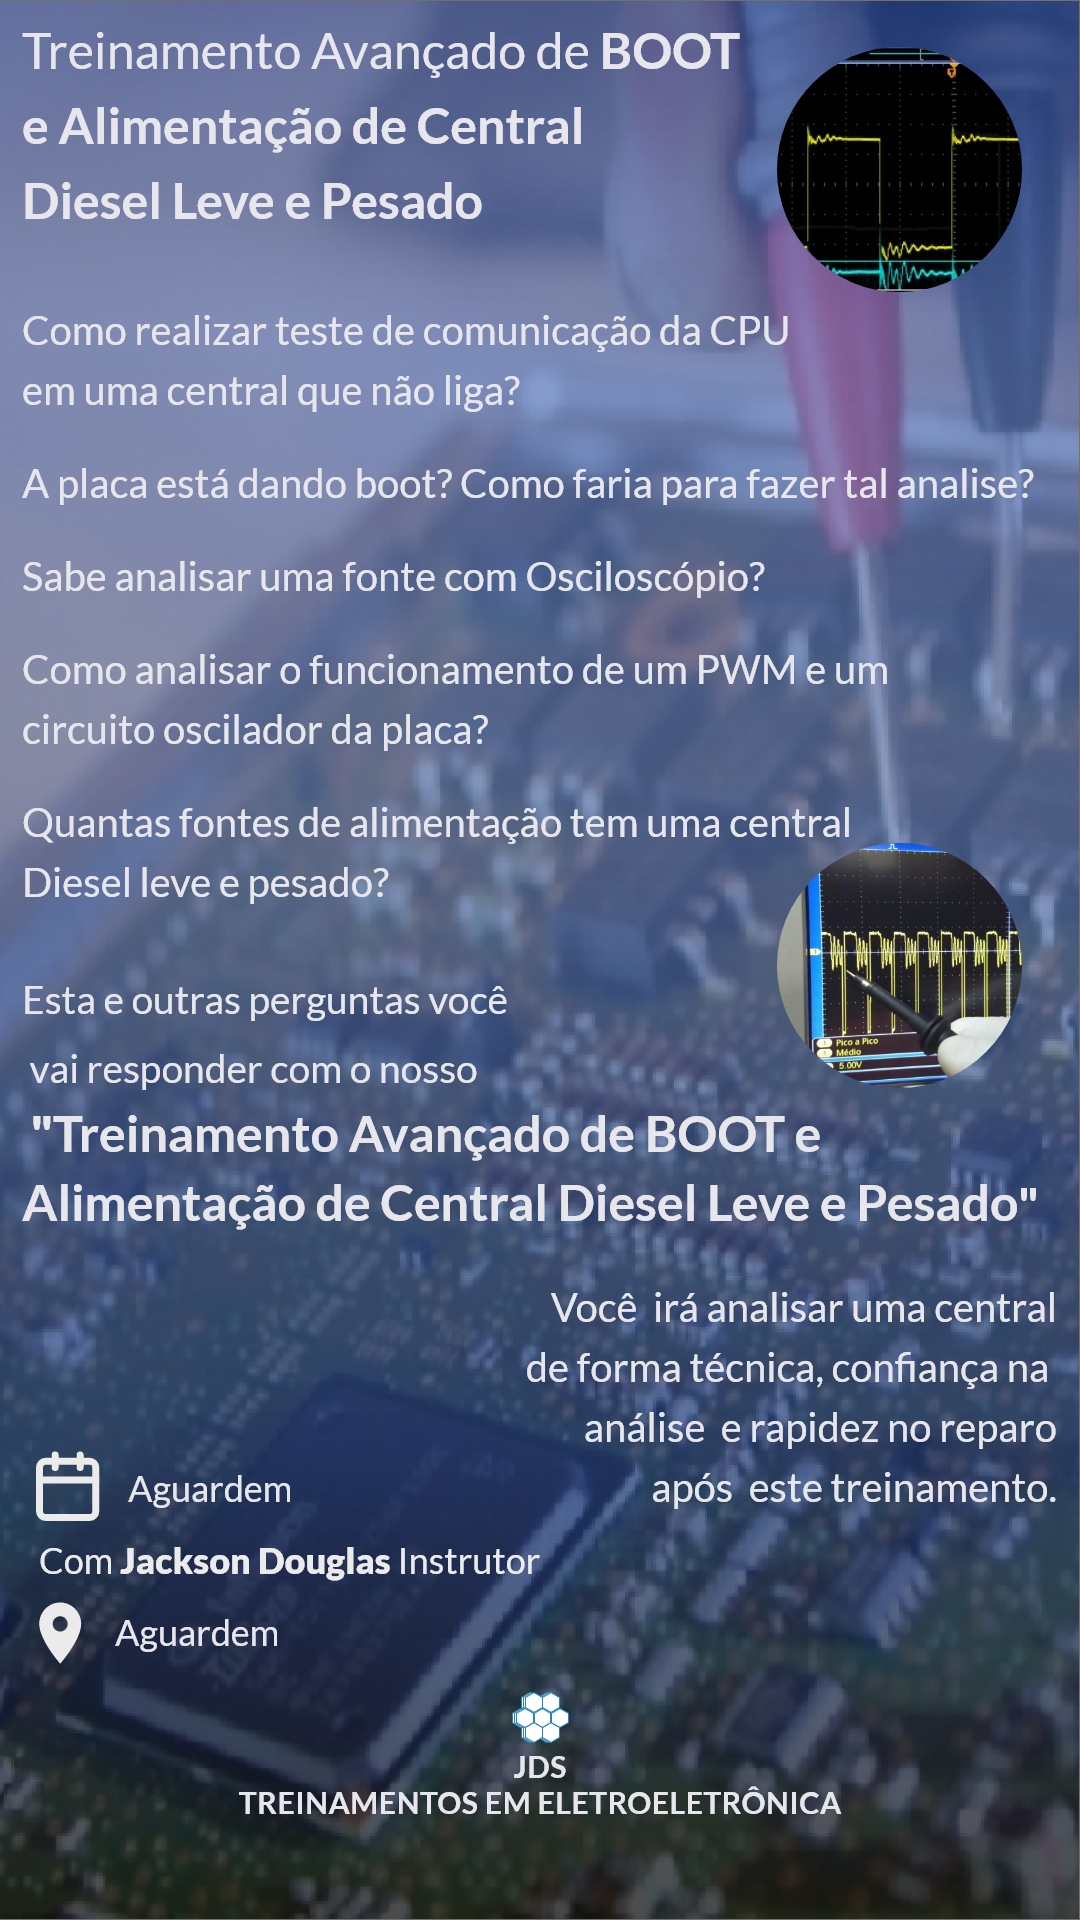 Treinamento Avançado de BOOT
e Alimentação de Central
Diesel Leve e Pesado
Como realizar teste de comunicação da CPU
em uma central que não liga?
A placa está dando boot? Como faria para fazer tal analise?
Sabe analisar uma fonte com Osciloscópio?
Como analisar o funcionamento de um PWM e um
circuito oscilador da placa?
Quantas fontes de alimentação tem uma central
Diesel leve e pesado?
Pico a Pico
Médio
5.00V
Esta e outras perguntas você
vai responder com o nosso
"Treinamento Avançado de BOOT e
Alimentação de Central Diesel Leve e Pesado"
Você irá analisar uma central
de forma técnica, confiança na
análise e rapidez no reparo
após este treinamento.
Aguardem
Com Jackson Douglas Instrutor
Aguardem
JDS
TREINAMENTOS EM ELETROELETRÔNICA